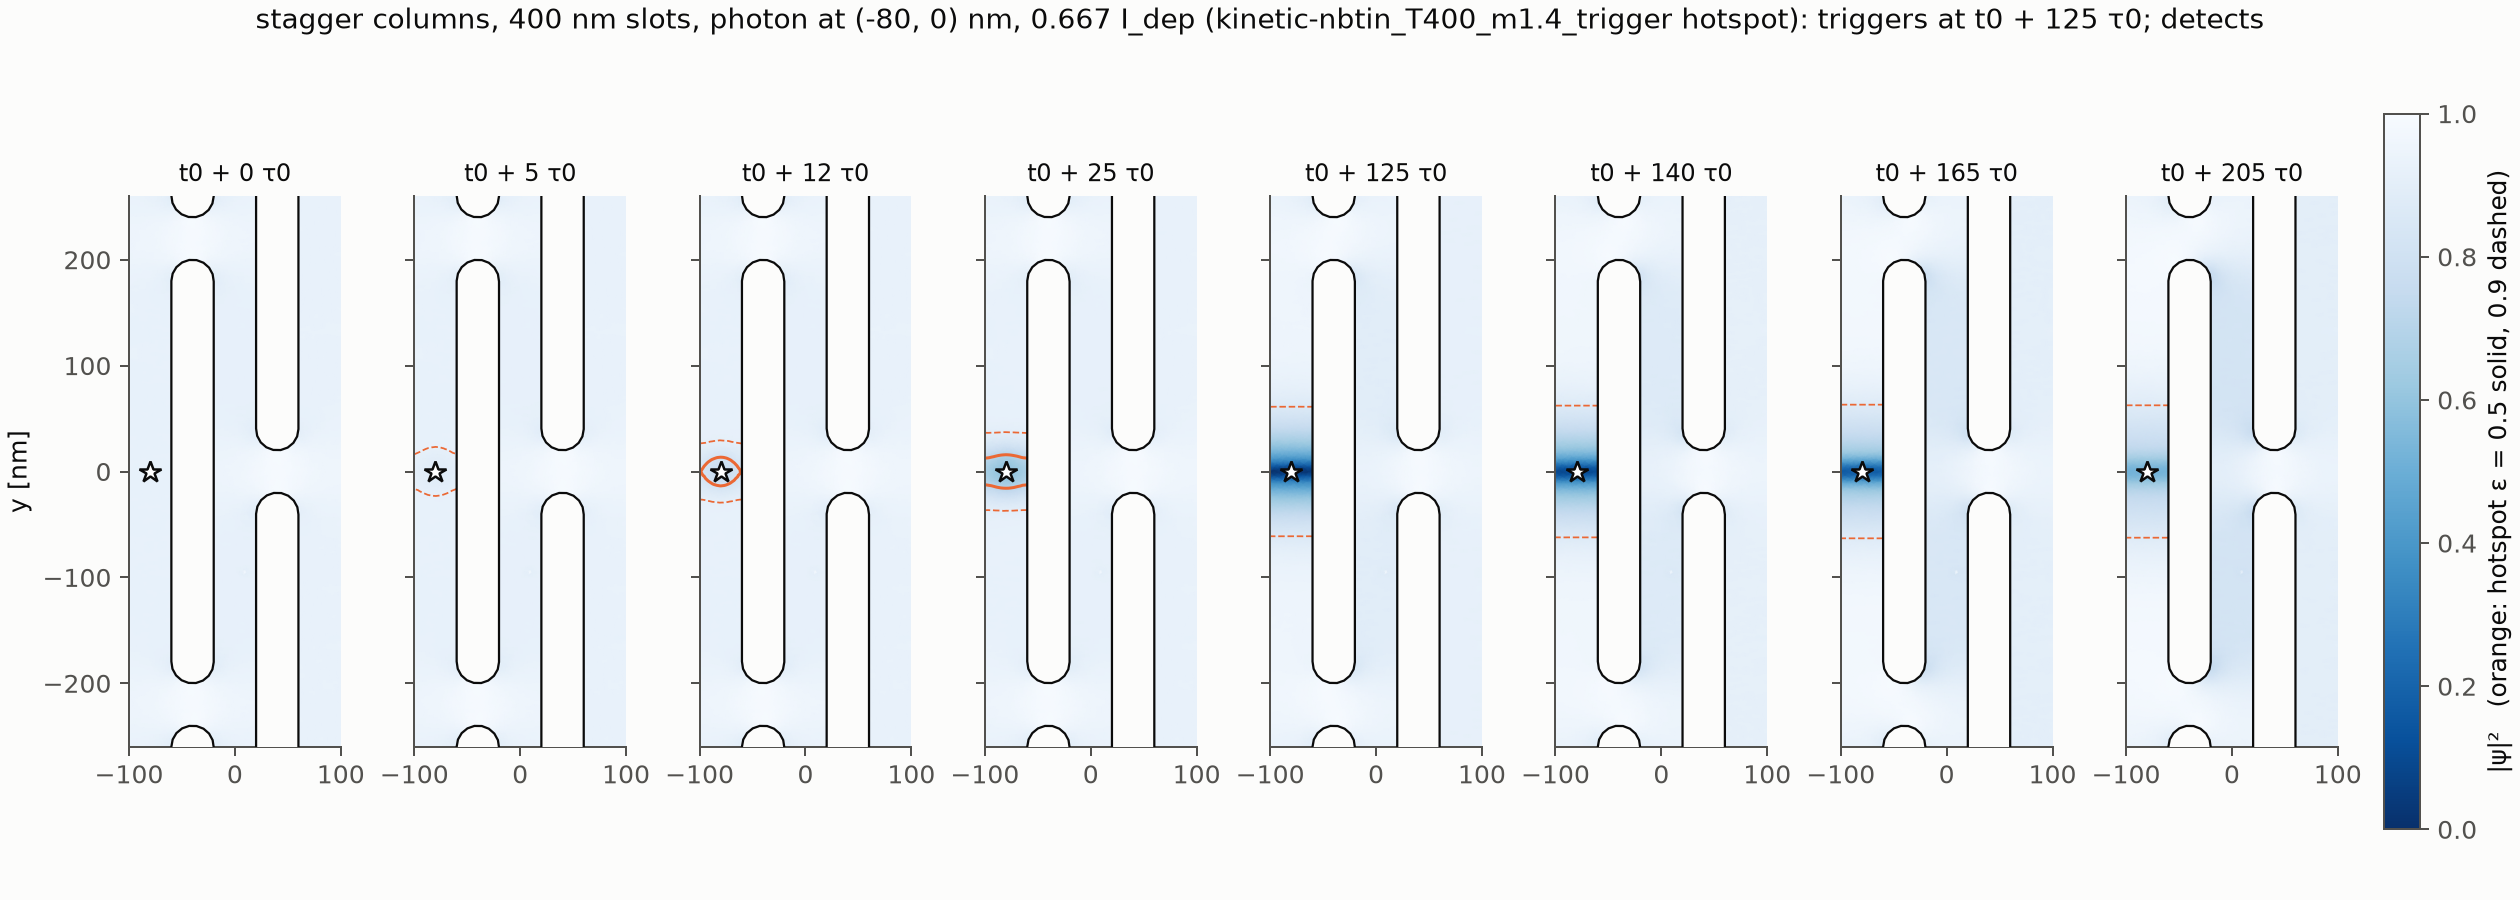 stagger columns, 400 nm slots, photon at (-80, 0) nm, 0.667 I_dep (kinetic-nbtin_T400_m1.4_trigger hotspot): triggers at t0 + 125 τ0; detects
t0 + 0 τ0
t0 + 5 τ0
t0 + 12 τ0
t0 + 25 τ0
t0 + 125 τ0
t0 + 140 τ0
t0 + 165 τ0
t0 + 205 τ0
y [nm]
200
100
0
−100
−200
−100 0 100
−100 0 100
−100 0 100
−100 0 100
−100 0 100
−100 0 100
−100 0 100
−100 0 100
1.0
0.8
0.6
0.4
0.2
0.0
|ψ|² (orange: hotspot ε = 0.5 solid, 0.9 dashed)